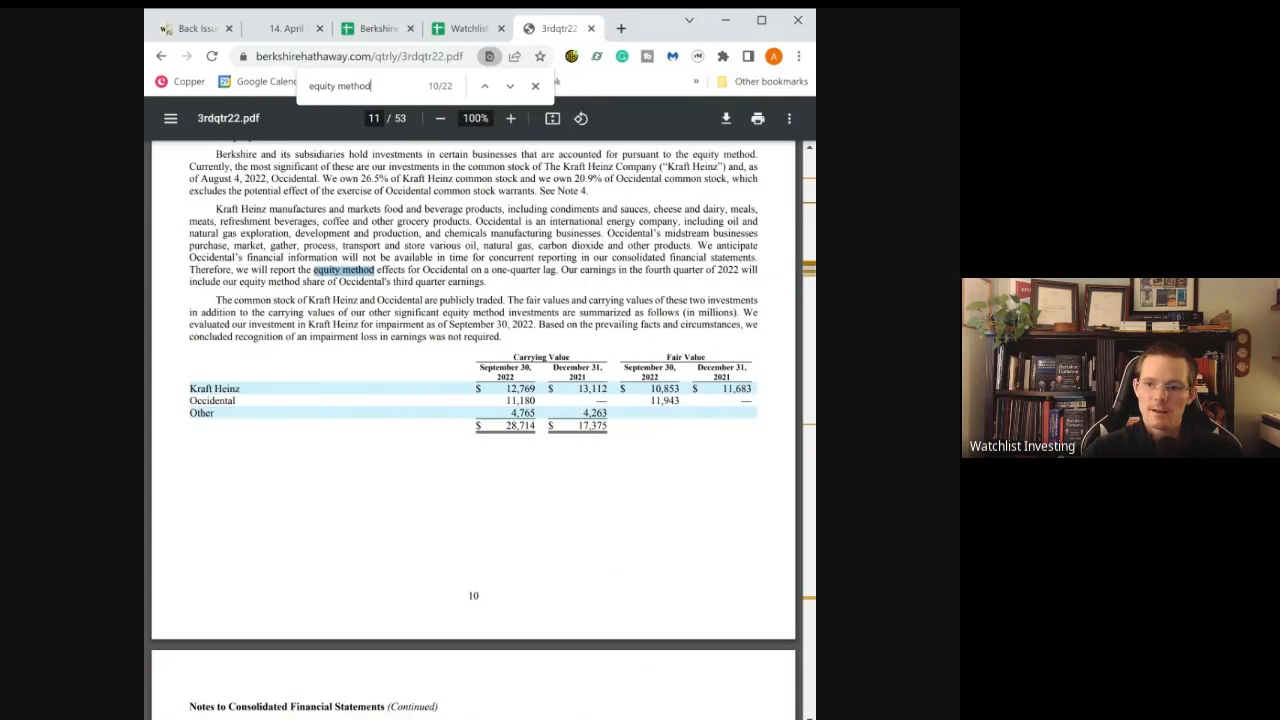 Back Issu
14. April
Berkshire
Watchlist
3rdqtr22
berkshirehathaway.com/qtrly/3rdqtr22.pdf
A
Copper
Google Calend
equity method
10/22
Other bookmarks
3rdqtr22.pdf
11 / 53
100%
Berkshire and its subsidiaries hold investments in certain businesses that are accounted for pursuant to the equity method.
Currently, the most significant of these are our investments in the common stock of The Kraft Heinz Company (“Kraft Heinz”) and, as
of August 4, 2022, Occidental. We own 26.5% of Kraft Heinz common stock and we own 20.9% of Occidental common stock, which
excludes the potential effect of the exercise of Occidental common stock warrants. See Note 4.
Kraft Heinz manufactures and markets food and beverage products, including condiments and sauces, cheese and dairy, meals,
meats, refreshment beverages, coffee and other grocery products. Occidental is an international energy company, including oil and
natural gas exploration, development and production, and chemicals manufacturing businesses. Occidental’s midstream businesses
purchase, market, gather, process, transport and store various oil, natural gas, carbon dioxide and other products. We anticipate
Occidental’s financial information will not be available in time for concurrent reporting in our consolidated financial statements.
Therefore, we will report the equity method effects for Occidental on a one-quarter lag. Our earnings in the fourth quarter of 2022 will
include our equity method share of Occidental's third quarter earnings.
The common stock of Kraft Heinz and Occidental are publicly traded. The fair values and carrying values of these two investments
in addition to the carrying values of our other significant equity method investments are summarized as follows (in millions). We
evaluated our investment in Kraft Heinz for impairment as of September 30, 2022. Based on the prevailing facts and circumstances, we
concluded recognition of an impairment loss in earnings was not required.
Carrying Value Fair Value
September 30, December 31, September 30, December 31,
2022 2021 2022 2021
Kraft Heinz $ 12,769 $ 13,112 $ 10,853 $ 11,683
Occidental 11,180 — 11,943 —
Other 4,765 4,263
$ 28,714 $ 17,375
10
Notes to Consolidated Financial Statements (Continued)
Watchlist Investing